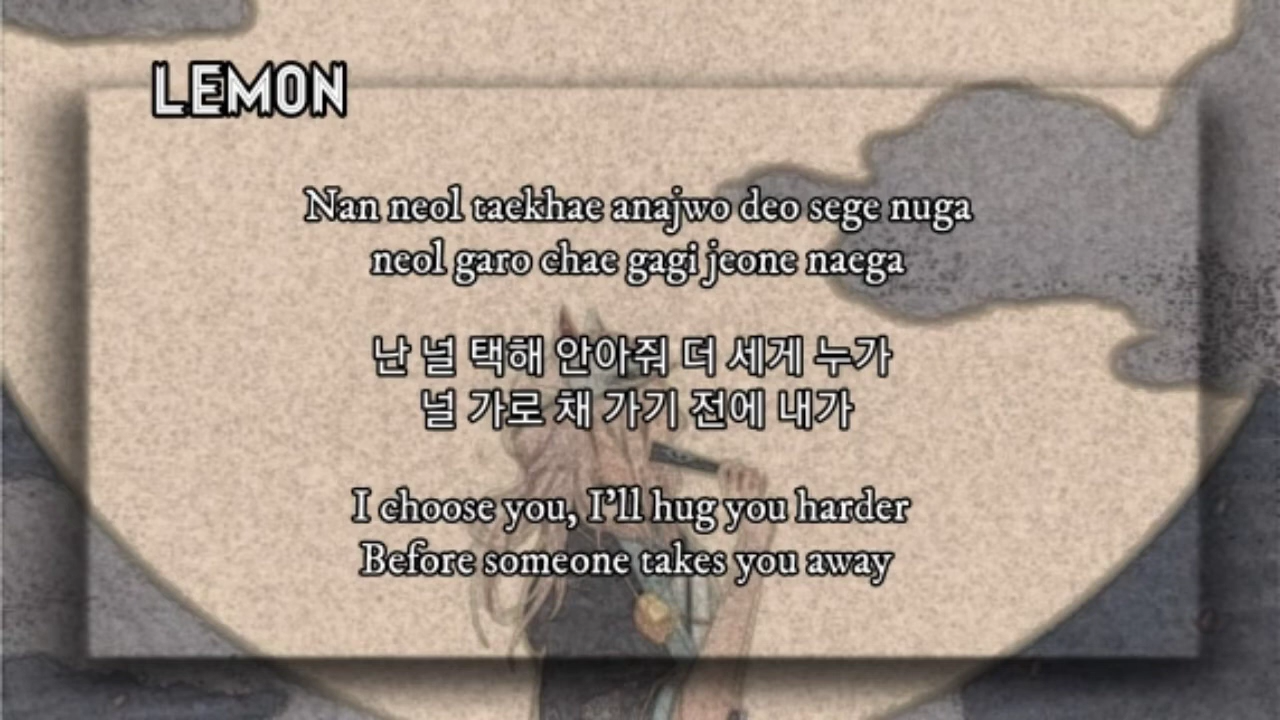 LEMON
Nan neol taekhae anajwo deo sege nuga
neol garo chae gagi jeone naega
난 널 택해 안아줘 더 세게 누가
널 가로 채 가기 전에 내가
I choose you, I'll hug you harder
Before someone takes you away